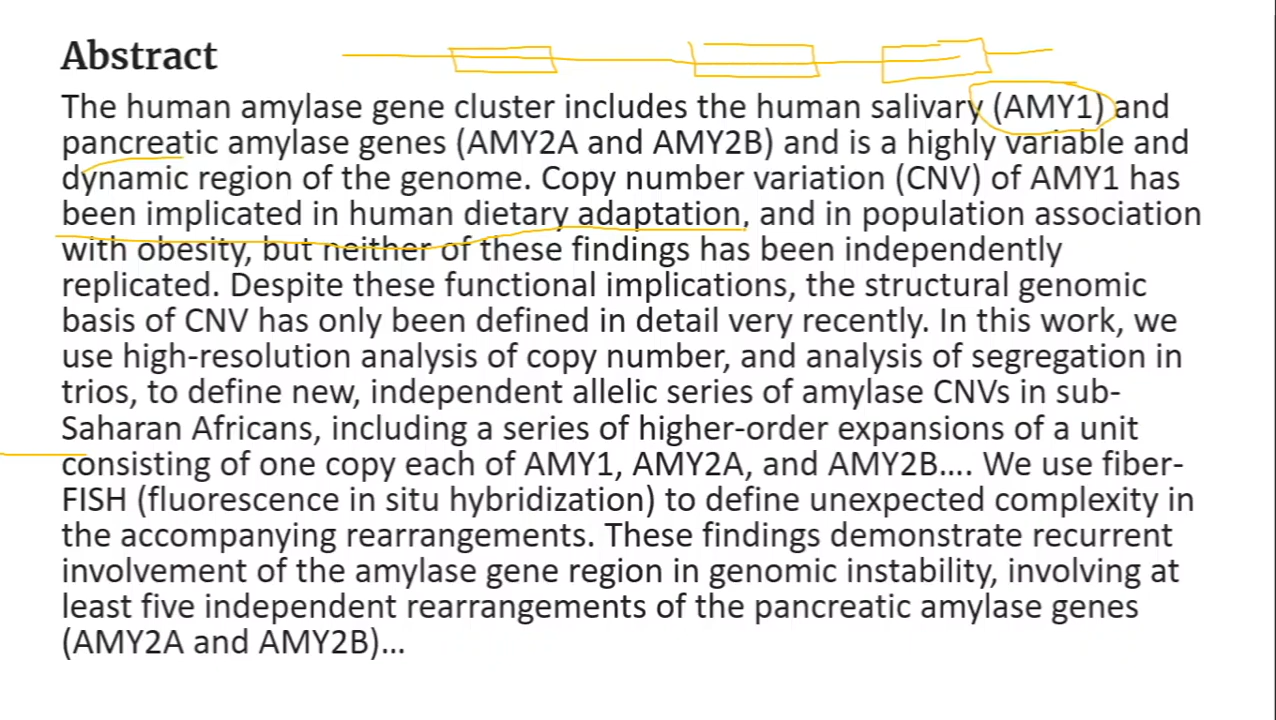 Abstract
The human amylase gene cluster includes the human salivary (AMY1) and
pancreatic amylase genes (AMY2A and AMY2B) and is a highly variable and
dynamic region of the genome. Copy number variation (CNV) of AMY1 has
been implicated in human dietary adaptation, and in population association
with obesity, but neither of these findings has been independently
replicated. Despite these functional implications, the structural genomic
basis of CNV has only been defined in detail very recently. In this work, we
use high-resolution analysis of copy number, and analysis of segregation in
trios, to define new, independent allelic series of amylase CNVs in sub-
Saharan Africans, including a series of higher-order expansions of a unit
consisting of one copy each of AMY1, AMY2A, and AMY2B.... We use fiber-
FISH (fluorescence in situ hybridization) to define unexpected complexity in
the accompanying rearrangements. These findings demonstrate recurrent
involvement of the amylase gene region in genomic instability, involving at
least five independent rearrangements of the pancreatic amylase genes
(AMY2A and AMY2B)...